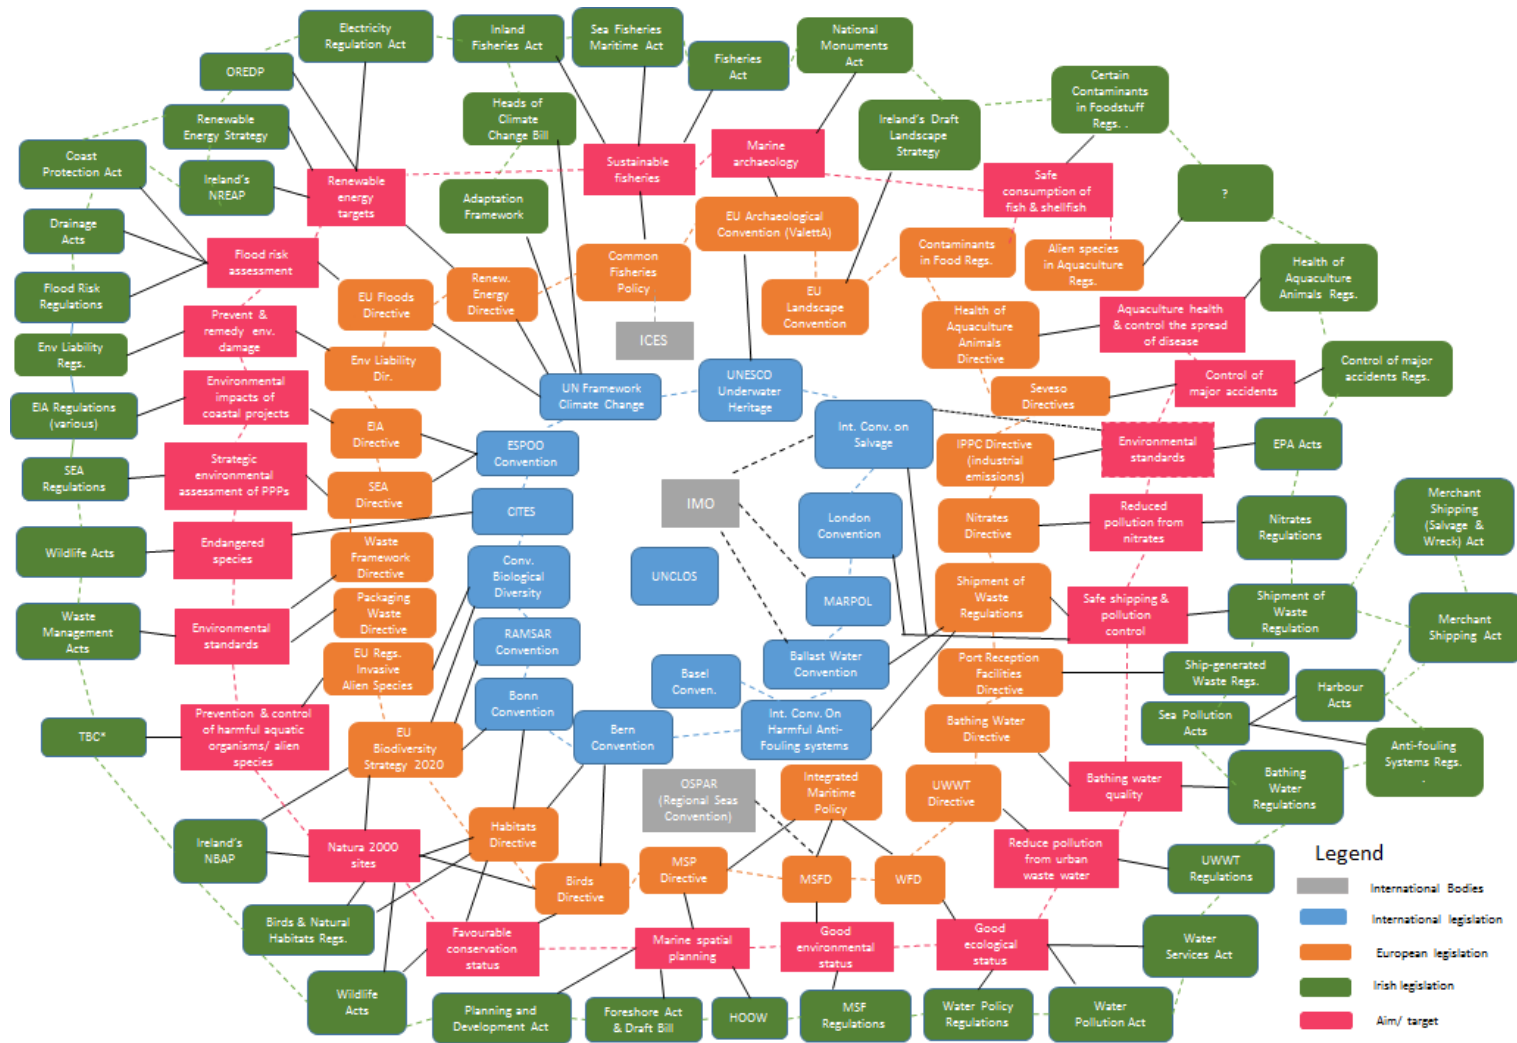 Electricity
Regulation Act
Inland
Fisheries Act
Sea Fisheries
Maritime Act
Fisheries
Act
National
Monuments
Act
OREDP
Renewable
Energy Strategy
Heads of
Climate
Change Bill
Ireland's Draft
Landscape
Strategy
Certain
Contaminants
in Foodstuff
Regs. .
Coast
Protection Act
Ireland's
NREAP
Renewable
energy
targets
Adaptation
Framework
Sustainable
fisheries
Marine
archaeology
Safe
consumption of
fish & shellfish
?
Drainage
Acts
Flood risk
assessment
EU Archaeological
Convention (ValettA)
Contaminants
in Food Regs.
Alien species
in Aquaculture
Regs.
Flood Risk
Regulations
EU Floods
Directive
Renew.
Energy
Directive
Common
Fisheries
Policy
EU
Landscape
Convention
Health of
Aquaculture
Animals Regs.
Env Liability
Regs.
Prevent &
remedy env.
damage
Env Liability
Dir.
ICES
Health of
Aquaculture
Animals
Directive
Aquaculture health
& control the spread
of disease
EIA Regulations
(various)
Environmental
impacts of
coastal projects
UN Framework
Climate Change
UNESCO
Underwater
Heritage
Seveso
Directives
Control of
major accidents
Control of major
accidents Regs.
EIA
Directive
ESPOO
Convention
Int. Conv. on
Salvage
IPPC Directive
(industrial
emissions)
Environmental
standards
EPA Acts
SEA
Regulations
Strategic
environmental
assessment of PPPs
SEA
Directive
CITES
IMO
London
Convention
Nitrates
Directive
Reduced
pollution from
nitrates
Nitrates
Regulations
Merchant
Shipping
(Salvage &
Wreck) Act
Wildlife Acts
Endangered
species
Waste
Framework
Directive
Conv.
Biological
Diversity
UNCLOS
MARPOL
Shipment of
Waste
Regulations
Safe shipping &
pollution
control
Shipment of
Waste
Regulation
Merchant
Shipping Act
Waste
Management
Acts
Environmental
standards
Packaging
Waste
Directive
RAMSAR
Convention
Ballast Water
Convention
Port Reception
Facilities
Directive
Ship-generated
Waste Regs.
EU Regs.
Invasive
Alien Species
Basel
Conven.
Bonn
Convention
Harbour
Acts
TBC*
Prevention & control
of harmful aquatic
organisms/ alien
species
EU
Biodiversity
Strategy 2020
Bern
Convention
Int. Conv. On
Harmful Anti-
Fouling systems
Bathing Water
Directive
Sea Pollution
Acts
Anti-fouling
Systems Regs.
.
OSPAR
(Regional Seas
Convention)
Integrated
Maritime
Policy
UWWT
Directive
Bathing water
quality
Bathing
Water
Regulations
Ireland's
NBAP
Natura 2000
sites
Habitats
Directive
Birds
Directive
MSP
Directive
MSFD
WFD
Reduce pollution
from urban
waste water
UWWT
Regulations
Birds & Natural
Habitats Regs.
Favourable
conservation
status
Marine spatial
planning
Good
environmental
status
Good
ecological
status
Water
Services Act
Wildlife
Acts
Planning and
Development Act
Foreshore Act
& Draft Bill
HOOW
MSF
Regulations
Water Policy
Regulations
Water
Pollution Act
Legend
International Bodies
International legislation
European legislation
Irish legislation
Aim/ target